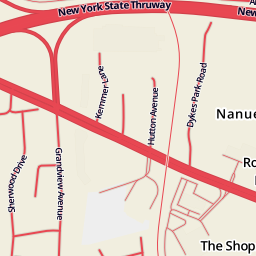 New York State Thruway
Kemmer Lane
Hutton Avenue
Dykes Park Road
Nanue
Sherwood Drive
Grandview Avenue
Ro
The Shop